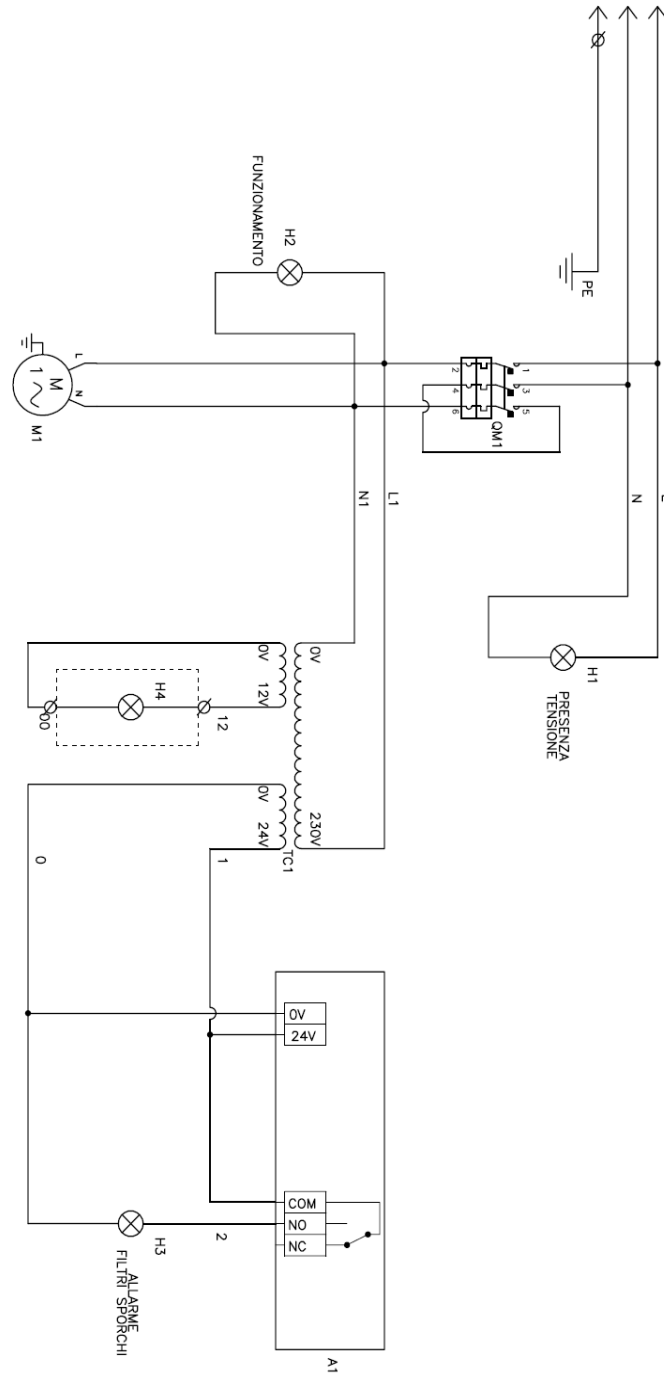 PE
FUNZIONAMENTO
H2
L
N
M
1
M1
2
4
6
1
3
5
QM1
N1
L1
N
H1
PRESENZA
TENSIONE
0V
12V
0V
230V
H4
00
12
0V
24V
TC1
0
1
0V
24V
COM
NO
NC
2
H3
ALLARME
FILTRI SPORCHI
A1